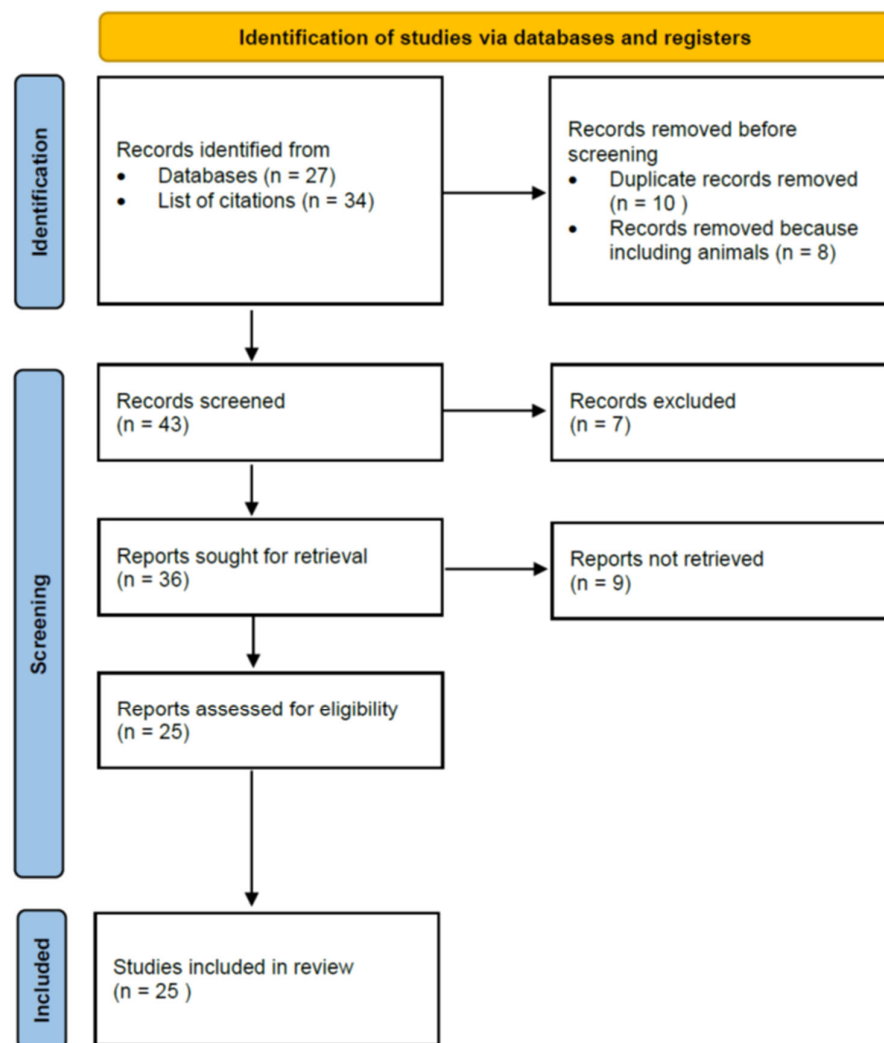 Identification of studies via databases and registers
Identification
Records identified from
• Databases (n = 27)
• List of citations (n = 34)
Records removed before
screening
• Duplicate records removed
(n = 10 )
• Records removed because
including animals (n = 8)
Screening
Records screened
(n = 43)
Records excluded
(n = 7)
Reports sought for retrieval
(n = 36)
Reports not retrieved
(n = 9)
Reports assessed for eligibility
(n = 25)
Included
Studies included in review
(n = 25 )